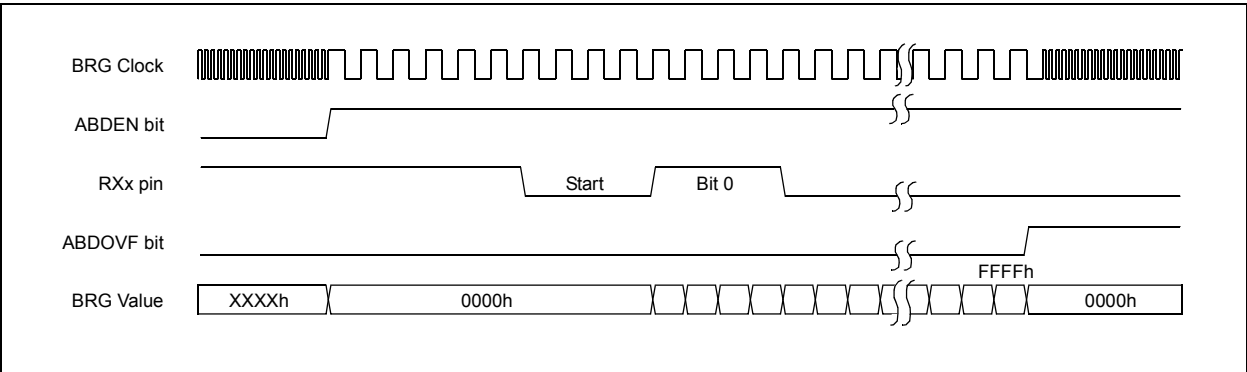 BRG Clock
ABDEN bit
RXx pin
Start
Bit 0
ABDOVF bit
FFFFh
BRG Value
XXXXh
0000h
0000h